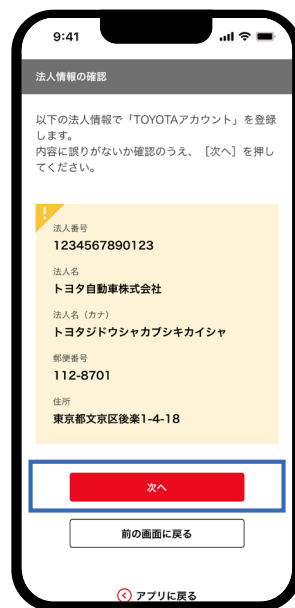 9:41
法人情報の確認
以下の法人情報で「TOYOTAアカウント」を登録
します。
内容に誤りがないか確認のうえ、［次へ］を押し
てください。
!
法人番号
1234567890123
法人名
トヨタ自動車株式会社
法人名（カナ）
トヨタジドウシャカブシキカイシャ
郵便番号
112-8701
住所
東京都文京区後楽1-4-18
次へ
前の画面に戻る
アプリに戻る